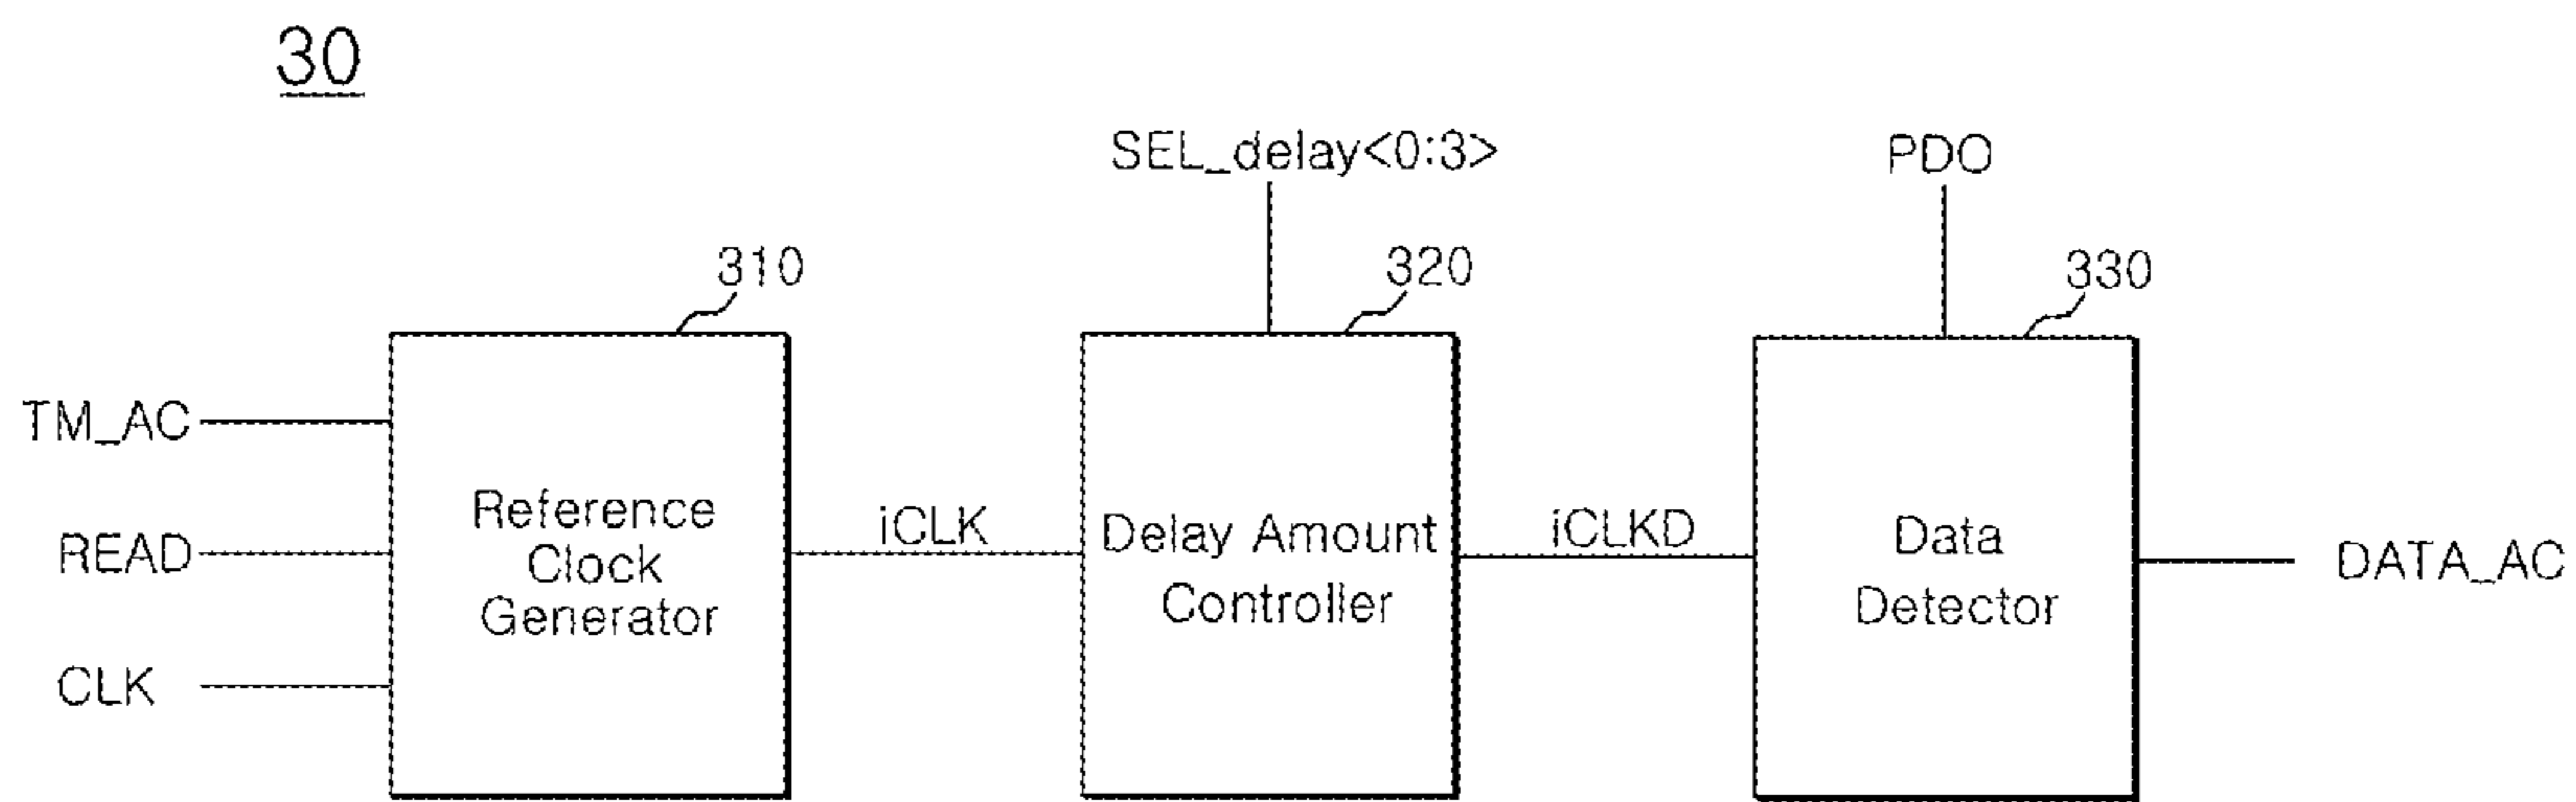 30
SEL_delay<0:3>
PDO
310
320
330
TM_AC
READ
CLK
Reference
Clock
Generator
iCLK
Delay Amount
Controller
iCLKD
Data
Detector
DATA_AC